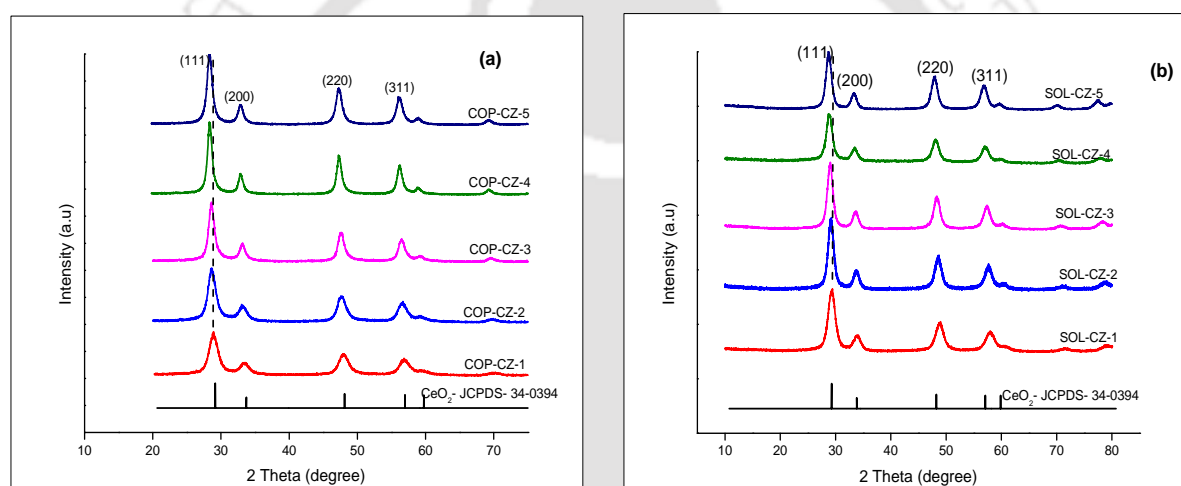 (a)
(111)
(200)
(220)
(311)
COP-CZ-5
COP-CZ-4
COP-CZ-3
COP-CZ-2
COP-CZ-1
CeO2- JCPDS- 34-0394
Intensity (a.u)
10 20 30 40 50 60 70 80
2 Theta (degree)
(b)
(111)
(200)
(220)
(311)
SOL-CZ-5
SOL-CZ-4
SOL-CZ-3
SOL-CZ-2
SOL-CZ-1
CeO2- JCPDS- 34-0394
Intensity (a.u)
10 20 30 40 50 60 70 80
2 Theta (degree)